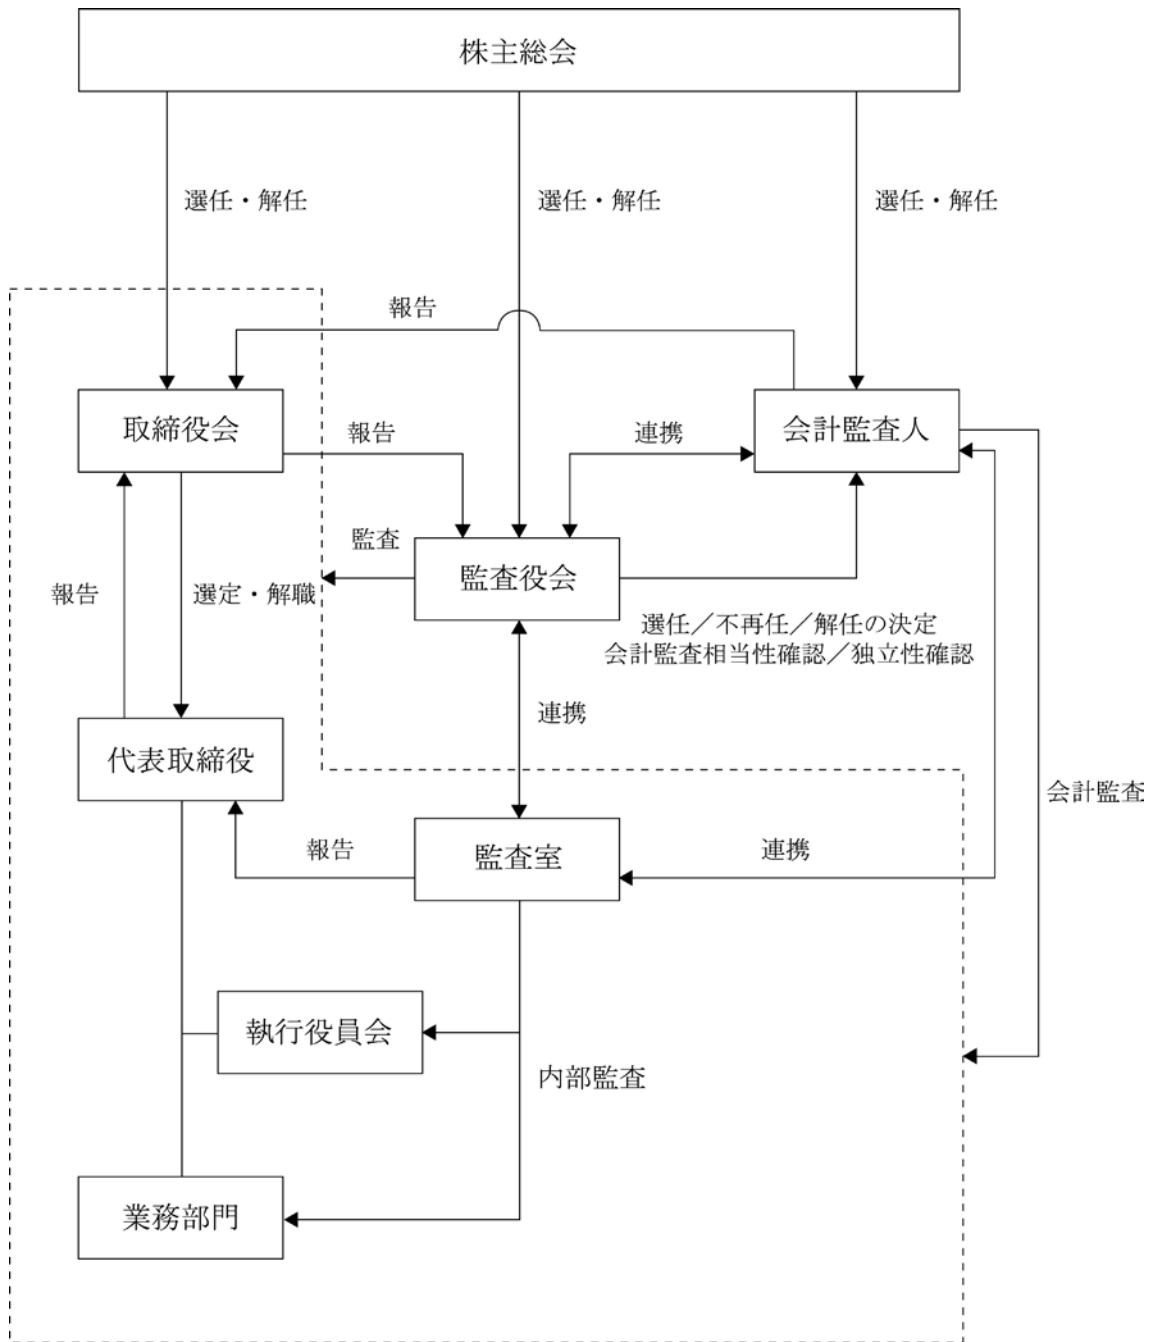 株主総会
選任・解任
選任・解任
選任・解任
報告
取締役会
会計監査人
報告
連携
監査
監査役会
報告
選定・解職
選任／不再任／解任の決定
会計監査相当性確認／独立性確認
連携
代表取締役
会計監査
報告
監査室
連携
執行役員会
内部監査
業務部門